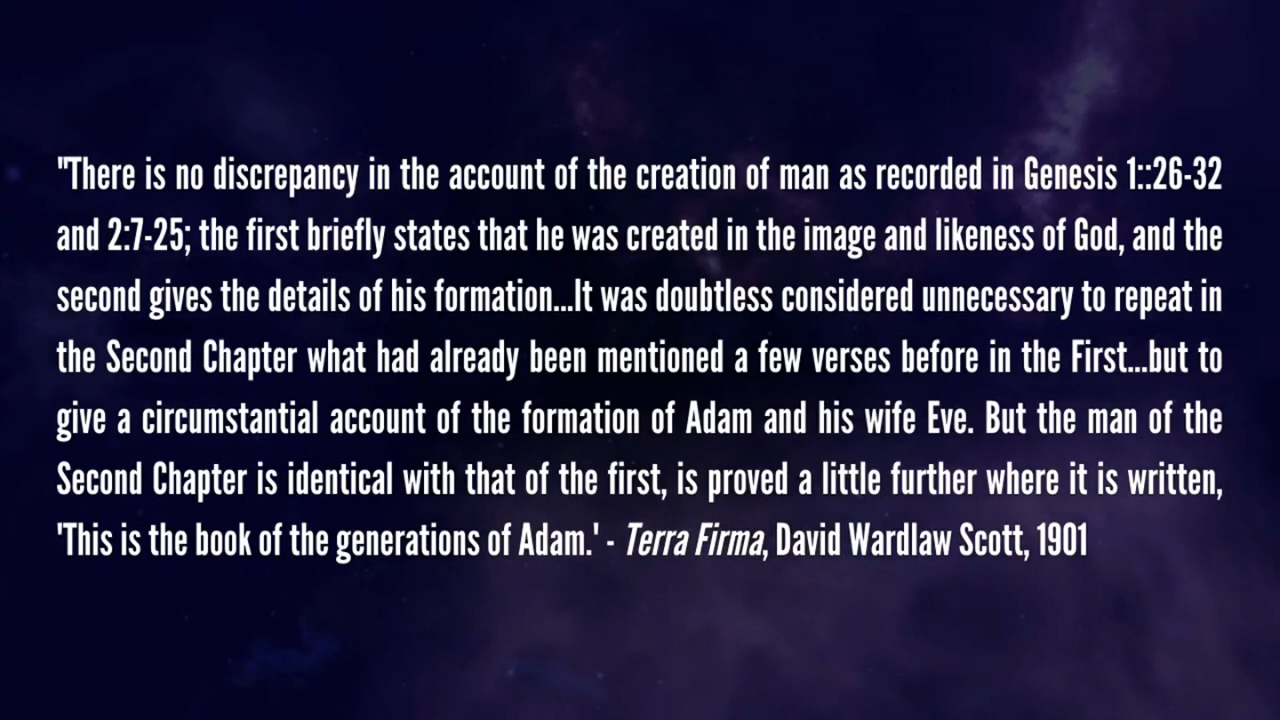 "There is no discrepancy in the account of the creation of man as recorded in Genesis 1::26-32
and 2:7-25; the first briefly states that he was created in the image and likeness of God, and the
second gives the details of his formation...It was doubtless considered unnecessary to repeat in
the Second Chapter what had already been mentioned a few verses before in the First...but to
give a circumstantial account of the formation of Adam and his wife Eve. But the man of the
Second Chapter is identical with that of the first, is proved a little further where it is written,
'This is the book of the generations of Adam.' - Terra Firma, David Wardlaw Scott, 1901